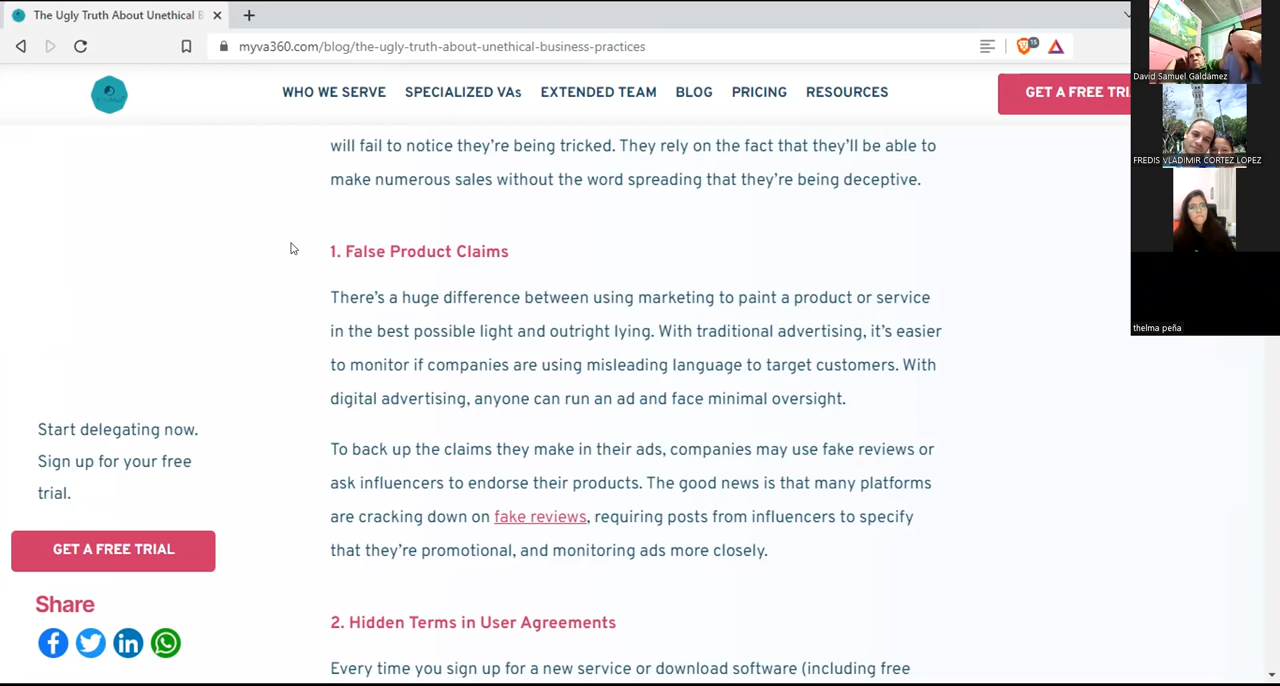 The Ugly Truth About Unethical B
myva360.com/blog/the-ugly-truth-about-unethical-business-practices
15
WHO WE SERVE SPECIALIZED VAs EXTENDED TEAM BLOG PRICING RESOURCES
GET A FREE TRI
will fail to notice they're being tricked. They rely on the fact that they'll be able to
make numerous sales without the word spreading that they're being deceptive.
1. False Product Claims
There's a huge difference between using marketing to paint a product or service
in the best possible light and outright lying. With traditional advertising, it's easier
to monitor if companies are using misleading language to target customers. With
digital advertising, anyone can run an ad and face minimal oversight.
To back up the claims they make in their ads, companies may use fake reviews or
ask influencers to endorse their products. The good news is that many platforms
are cracking down on fake reviews, requiring posts from influencers to specify
that they're promotional, and monitoring ads more closely.
2. Hidden Terms in User Agreements
Every time you sign up for a new service or download software (including free
Start delegating now.
Sign up for your free
trial.
GET A FREE TRIAL
Share
David Samuel Galdámez
FREDIS VLADIMIR CORTEZ LOPEZ
thelma peña